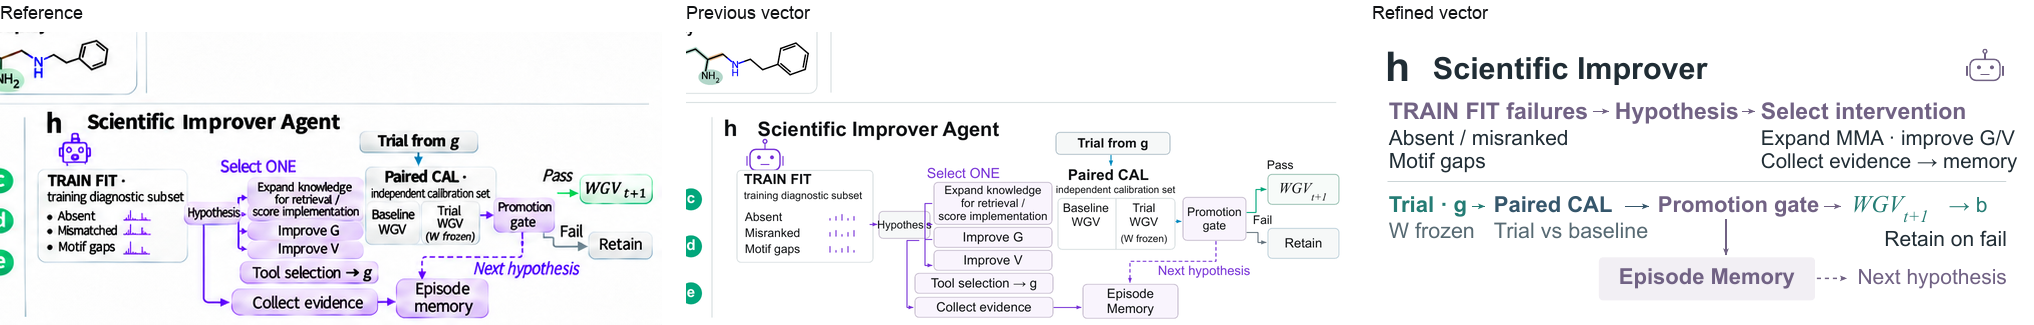 Reference
NH₂
N
H
h Scientific Improver Agent
Trial from g
Select ONE
c
TRAIN FIT ·
training diagnostic subset
Absent
Mismatched
Motif gaps
d
e
Hypothesis
Expand knowledge
for retrieval /
score implementation
Improve G
Improve V
Tool selection → g
Collect evidence
Paired CAL ·
independent calibration set
Baseline
WGV
Trial
WGV
(W frozen)
Promotion
gate
Pass
WGV t+1
Fail
Retain
Next hypothesis
Episode
memory
Previous vector
NH₂
N
H
h Scientific Improver Agent
Trial from g
Select ONE
c
TRAIN FIT
training diagnostic subset
Absent
Misranked
Motif gaps
d
e
Hypothesis
Expand knowledge
for retrieval /
score implementation
Improve G
Improve V
Tool selection → g
Collect evidence
Paired CAL
independent calibration set
Baseline
WGV
Trial
WGV
(W frozen)
Promotion
gate
Pass
WGV t+1
Fail
Retain
Next hypothesis
Episode
Memory
Refined vector
h Scientific Improver
TRAIN FIT failures → Hypothesis → Select intervention
Absent / misranked
Motif gaps
Expand MMA · improve G/V
Collect evidence → memory
Trial · g → Paired CAL → Promotion gate → WGV t+1 → b
W frozen Trial vs baseline
Retain on fail
Episode Memory
Next hypothesis